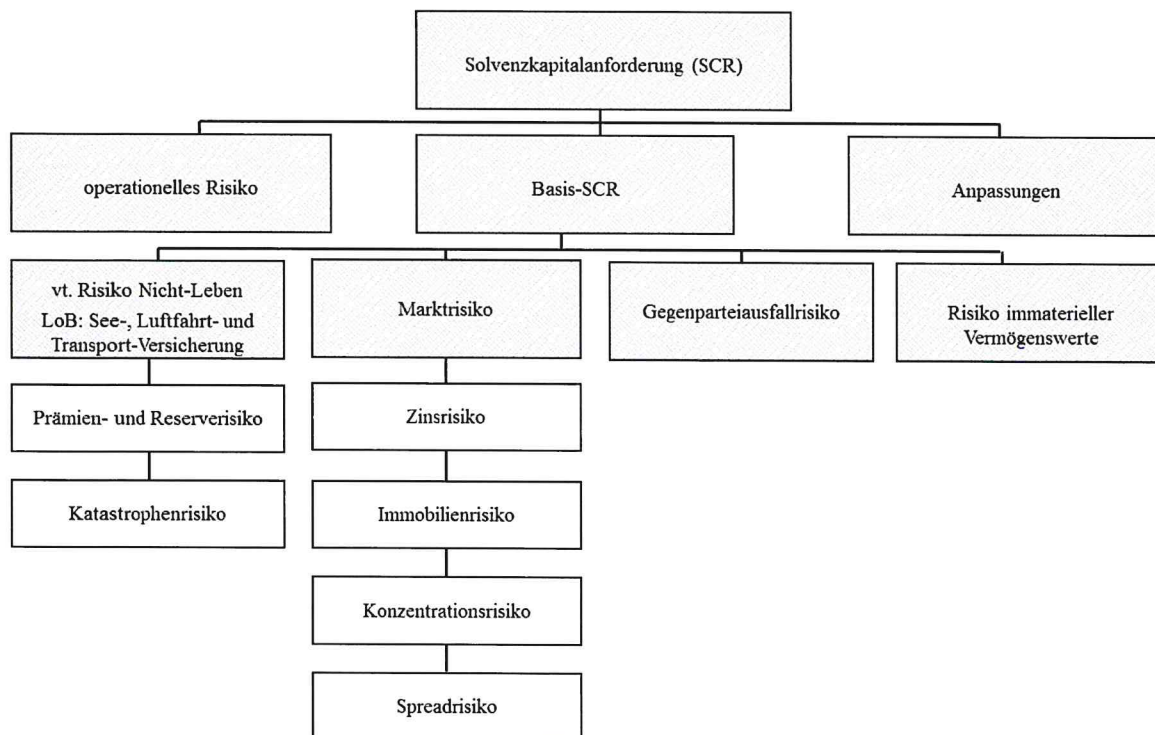 Solvenzkapitalanforderung (SCR)
operationelles Risiko
Basis-SCR
Anpassungen
vt. Risiko Nicht-Leben
LoB: See-, Luftfahrt- und
Transport-Versicherung
Marktrisiko
Gegenparteiausfallrisiko
Risiko immaterieller
Vermögenswerte
Prämien- und Reserverisiko
Zinsrisiko
Katastrophenrisiko
Immobilienrisiko
Konzentrationsrisiko
Spreadrisiko